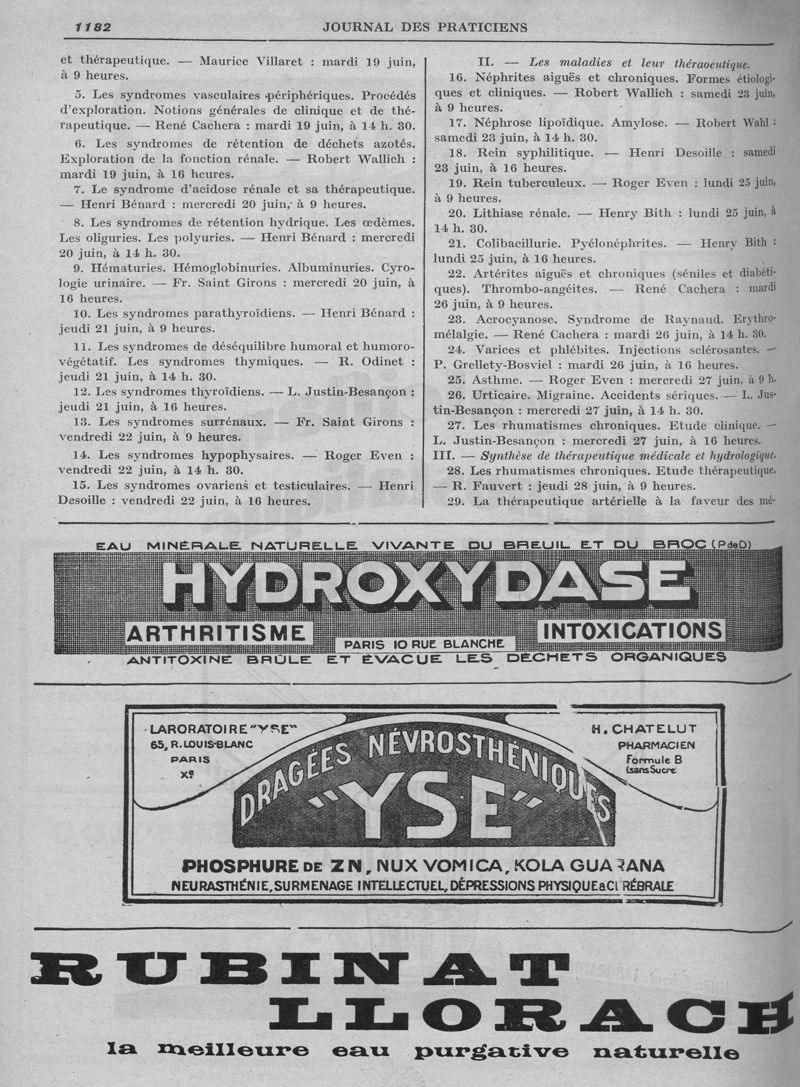 1182
JOURNAL DES PRATICIENS
et thérapeutique. — Maurice Villaret : mardi 19 juin,
à 9 heures.
5. Les syndromes vasculaires périphériques. Procédés
d'exploration. Notions générales de clinique et de thé-
rapeutique. — René Cachera : mardi 19 juin, à 14 h. 30.
6. Les syndromes de rétention de déchets azotés.
Exploration de la fonction rénale. — Robert Wallich :
mardi 19 juin, à 16 heures.
7. Le syndrome d'acidose rénale et sa thérapeutique.
— Henri Bénard : mercredi 20 juin, à 9 heures.
8. Les syndromes de rétention hydrique. Les œdèmes.
Les oliguries. Les polyuries. — Henri Bénard : mercredi
20 juin, à 14 h. 30.
9. Hématuries. Hémoglobinuries. Albuminuries. Cyro-
logie urinaire. — Fr. Saint Girons : mercredi 20 juin, à
16 heures.
10. Les syndromes parathyroïdiens. — Henri Bénard :
jeudi 21 juin, à 9 heures.
11. Les syndromes de déséquilibre humoral et humoro-
végétatif. Les syndromes thymiques. — R. Odinet :
jeudi 21 juin, à 14 h. 30.
12. Les syndromes thyroïdiens. — L. Justin-Besançon :
jeudi 21 juin, à 16 heures.
13. Les syndromes surrénaux. — Fr. Saint Girons :
vendredi 22 juin, à 9 heures.
14. Les syndromes hypophysaires. — Roger Even :
vendredi 22 juin, à 14 h. 30.
15. Les syndromes ovariens et testiculaires. — Henri
Desoille : vendredi 22 juin, à 16 heures.
II. — Les maladies et leur théraoeutique.
16. Néphrites aiguës et chroniques. Formes étiologi-
ques et cliniques. — Robert Wallich : samedi 23 juin,
à 9 heures.
17. Néphrose lipoïdique. Amylose. — Robert Wahl :
samedi 23 juin, à 14 h. 30.
18. Rein syphilitique. — Henri Desoille : samedi
23 juin, à 16 heures.
19. Rein tuberculeux. — Roger Even : lundi 25 juin,
à 9 heures.
20. Lithiase rénale. — Henry Bith : lundi 25 juin, à
14 h. 30.
21. Colibacillurie. Pyélonéphrites. — Henry Bith :
lundi 25 juin, à 16 heures.
22. Artérites aiguës et chroniques (séniles et diabéti-
ques). Thrombo-angéites. — René Cachera : mardi
26 juin, à 9 heures.
23. Acrocyanose. Syndrome de Raynaud. Erythro-
mélalgie. — René Cachera : mardi 26 juin, à 14 h. 30.
24. Varices et phlébites. Injections sclérosantes. —
P. Grellety-Bosviel : mardi 26 juin, à 16 heures.
25. Asthme. — Roger Even : mercredi 27 juin, à 9 h.
26. Urticaire. Migraine. Accidents sériques. — L. Jus-
tin-Besançon : mercredi 27 juin, à 14 h. 30.
27. Les rhumatismes chroniques. Etude clinique. —
L. Justin-Besançon : mercredi 27 juin, à 16 heures.
III. — Synthèse de thérapeutique médicale et hydrologique.
28. Les rhumatismes chroniques. Etude thérapeutique.
— R. Fauvert : jeudi 28 juin, à 9 heures.
29. La thérapeutique artérielle à la faveur des mé-
EAU MINÉRALE NATURELLE VIVANTE DU BREUIL ET DU BROC (P de D)
HYDROXYDASE
ARTHRITISME
PARIS 10 RUE BLANCHE
INTOXICATIONS
ANTITOXINE BRÛLE ET ÉVACUE LES DÉCHETS ORGANIQUES
LARORATOIRE "YSE"
65, R. LOUIS-BLANC
PARIS
Xe
H. CHATELUT
PHARMACIEN
Formule B
(sans Sucre)
DRAGÉES NÉVROSTHÉNIQUES
"YSE"
PHOSPHURE DE ZN, NUX VOMICA, KOLA GUARANA
NEURASTHÉNIE, SURMENAGE INTELLECTUEL, DÉPRESSIONS PHYSIQUE & CÉRÉBRALE
RUBINAT
LLORACH
la meilleure eau purgative naturelle